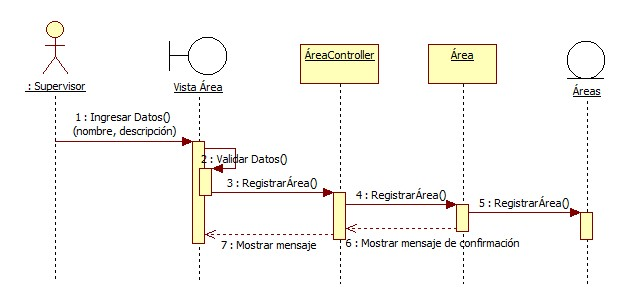 : Supervisor
Vista Área
ÁreaController
Área
Áreas
1 : Ingresar Datos()
(nombre, descripción)
2 : Validar Datos()
3 : RegistrarÁrea()
4 : RegistrarÁrea()
5 : RegistrarÁrea()
6 : Mostrar mensaje de confirmación
7 : Mostrar mensaje